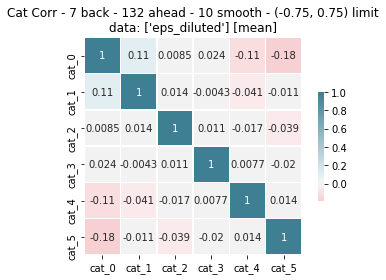 Cat Corr - 7 back - 132 ahead - 10 smooth - (-0.75, 0.75) limit
data: ['eps_diluted'] [mean]
cat_0 1 0.11 0.0085 0.024 -0.11 -0.18
cat_1 0.11 1 0.014 -0.0043 -0.041 -0.011
cat_2 0.0085 0.014 1 0.011 -0.017 -0.039
cat_3 0.024 -0.0043 0.011 1 0.0077 -0.02
cat_4 -0.11 -0.041 -0.017 0.0077 1 0.014
cat_5 -0.18 -0.011 -0.039 -0.02 0.014 1
cat_0 cat_1 cat_2 cat_3 cat_4 cat_5
1.0
0.8
0.6
0.4
0.2
0.0